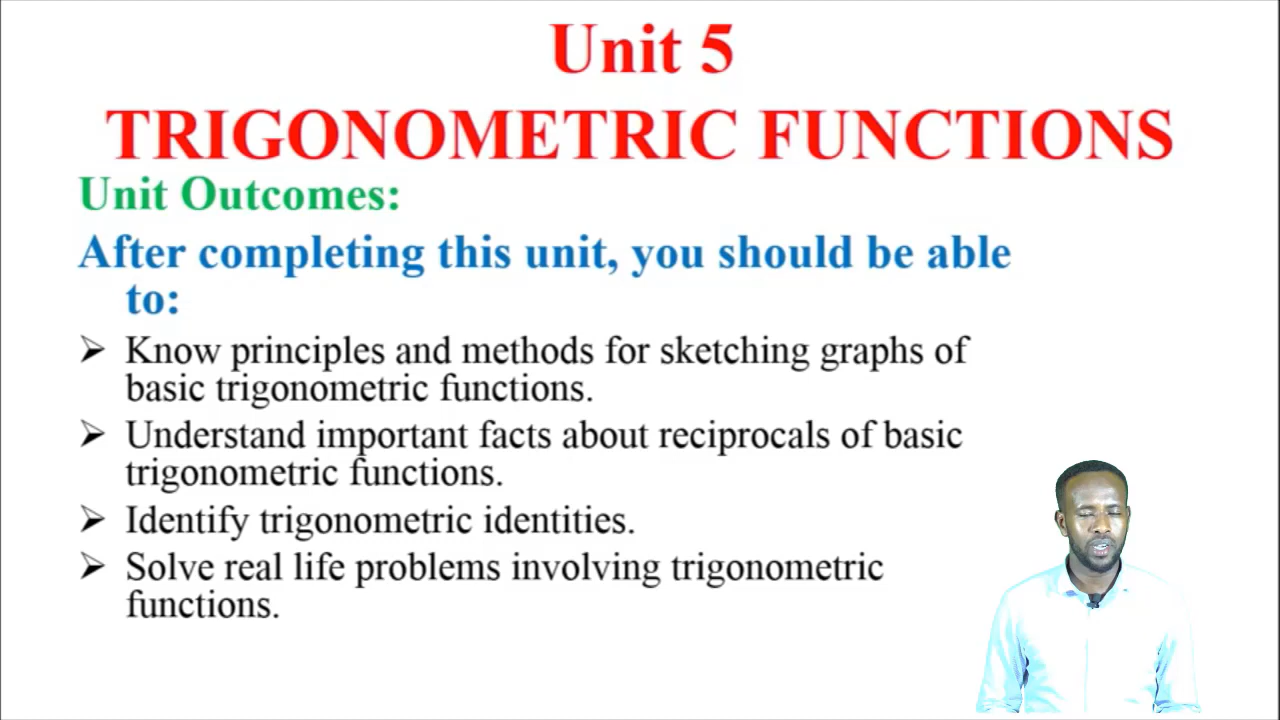 Unit 5
TRIGONOMETRIC FUNCTIONS
Unit Outcomes:
After completing this unit, you should be able
to:
➢ Know principles and methods for sketching graphs of
basic trigonometric functions.
➢ Understand important facts about reciprocals of basic
trigonometric functions.
➢ Identify trigonometric identities.
➢ Solve real life problems involving trigonometric
functions.